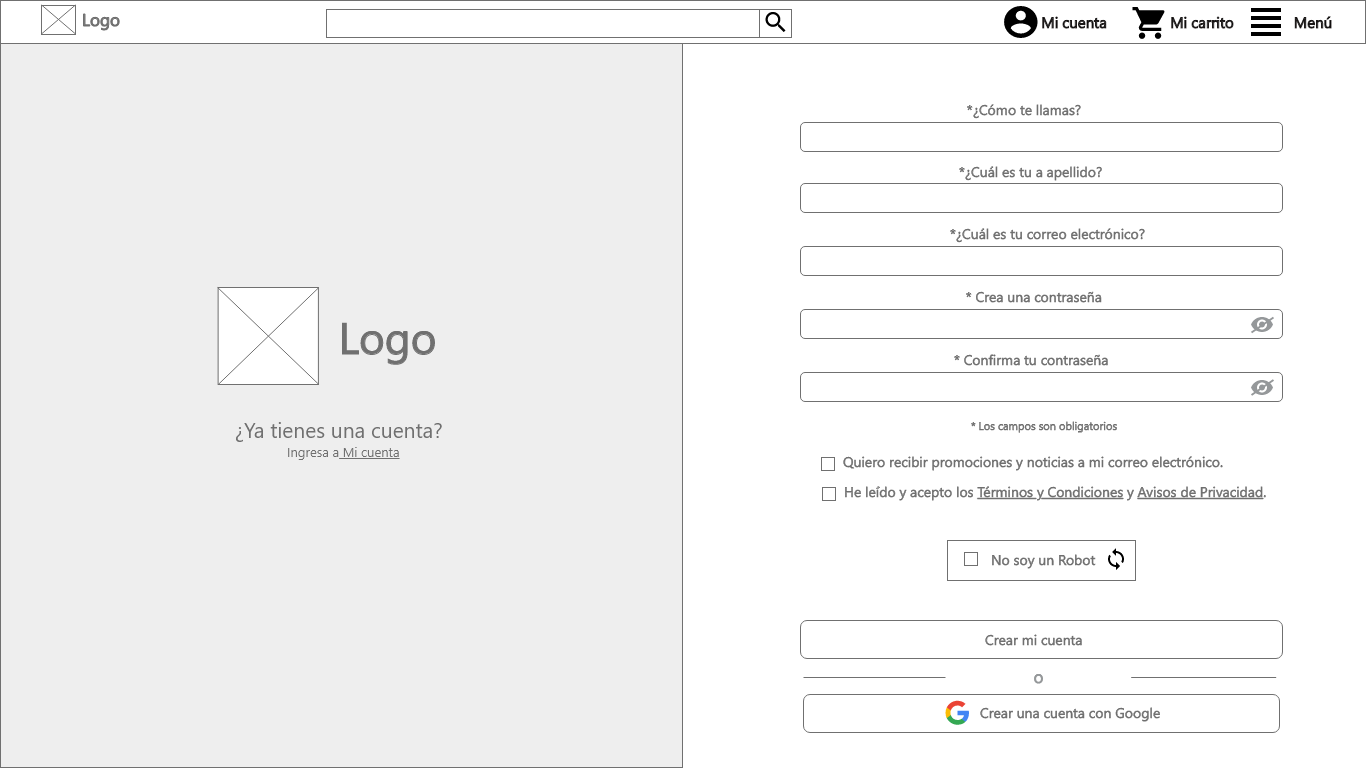 Logo
Mi cuenta
Mi carrito
Menú
Logo
¿Ya tienes una cuenta?
Ingresa a Mi cuenta
*¿Cómo te llamas?
*¿Cuál es tu a apellido?
*¿Cuál es tu correo electrónico?
* Crea una contraseña
* Confirma tu contraseña
* Los campos son obligatorios
Quiero recibir promociones y noticias a mi correo electrónico.
He leído y acepto los Términos y Condiciones y Avisos de Privacidad.
No soy un Robot
Crear mi cuenta
o
Crear una cuenta con Google